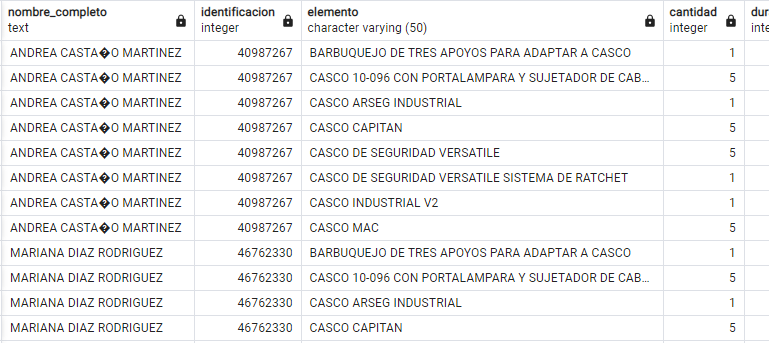 nombre_completo identificacion elemento cantidad dur
text integer character varying (50) integer inte
ANDREA CASTA�O MARTINEZ 40987267 BARBUQUEJO DE TRES APOYOS PARA ADAPTAR A CASCO 1
ANDREA CASTA�O MARTINEZ 40987267 CASCO 10-096 CON PORTALAMPARA Y SUJETADOR DE CAB... 5
ANDREA CASTA�O MARTINEZ 40987267 CASCO ARSEG INDUSTRIAL 1
ANDREA CASTA�O MARTINEZ 40987267 CASCO CAPITAN 5
ANDREA CASTA�O MARTINEZ 40987267 CASCO DE SEGURIDAD VERSATILE 5
ANDREA CASTA�O MARTINEZ 40987267 CASCO DE SEGURIDAD VERSATILE SISTEMA DE RATCHET 1
ANDREA CASTA�O MARTINEZ 40987267 CASCO INDUSTRIAL V2 1
ANDREA CASTA�O MARTINEZ 40987267 CASCO MAC 5
MARIANA DIAZ RODRIGUEZ 46762330 BARBUQUEJO DE TRES APOYOS PARA ADAPTAR A CASCO 1
MARIANA DIAZ RODRIGUEZ 46762330 CASCO 10-096 CON PORTALAMPARA Y SUJETADOR DE CAB... 5
MARIANA DIAZ RODRIGUEZ 46762330 CASCO ARSEG INDUSTRIAL 1
MARIANA DIAZ RODRIGUEZ 46762330 CASCO CAPITAN 5